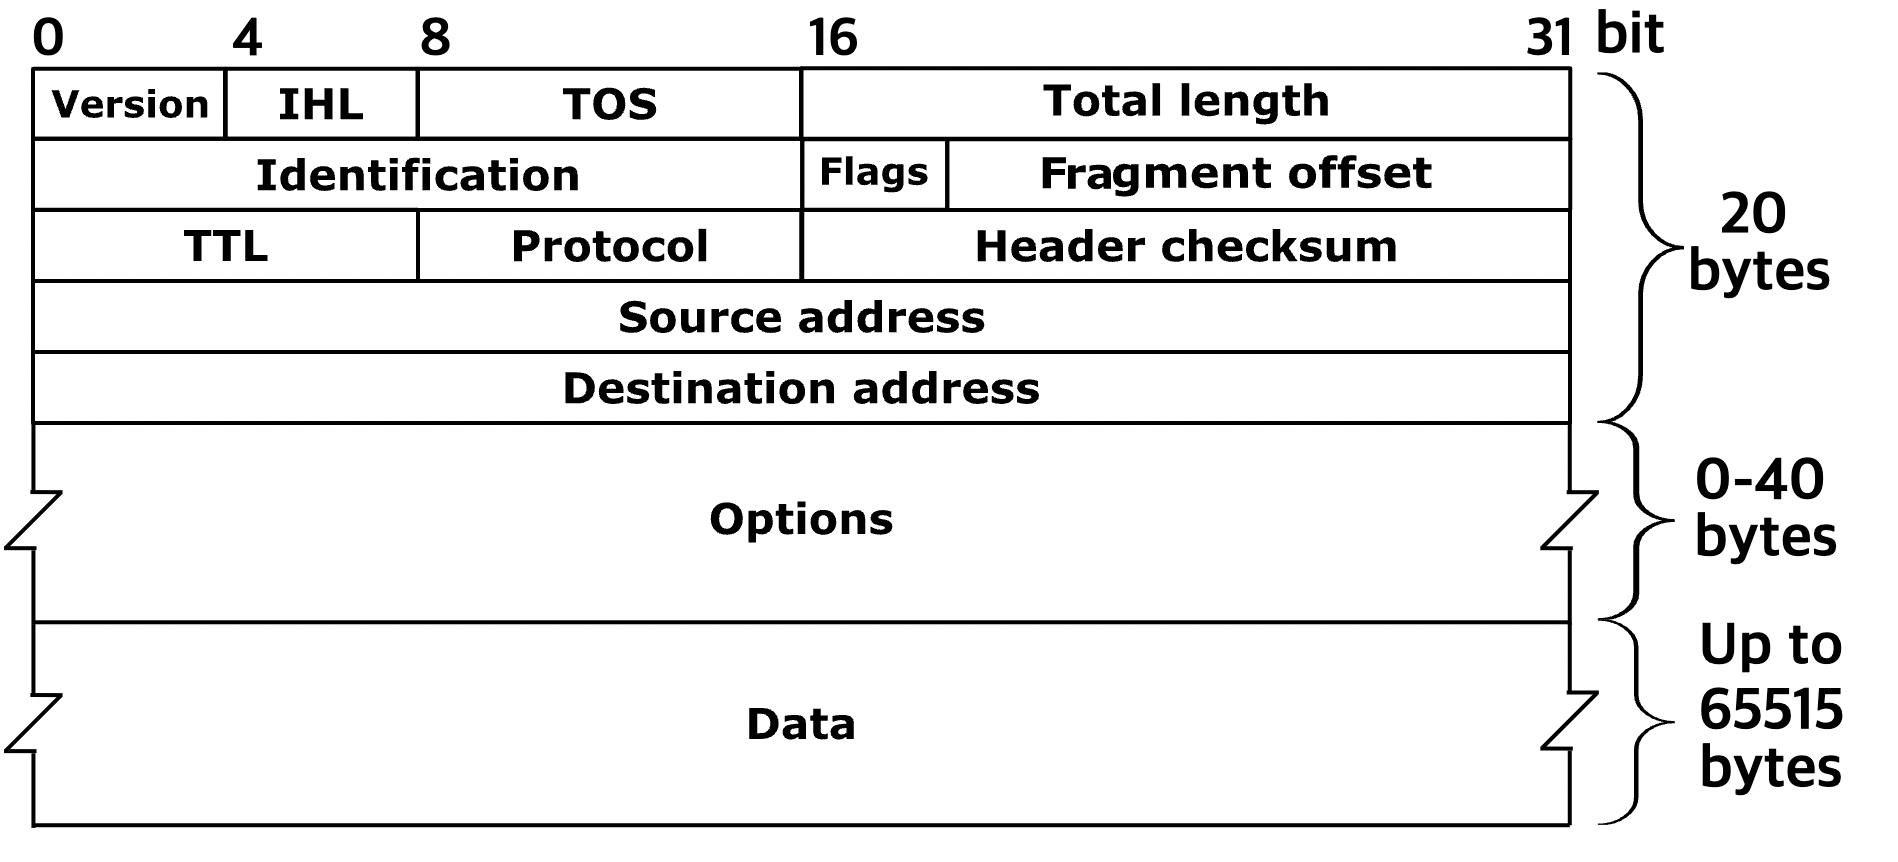 0 4 8 16 31 bit
Version IHL TOS Total length
Identification Flags Fragment offset
TTL Protocol Header checksum
Source address
Destination address
20
bytes
Options
0-40
bytes
Data
Up to
65515
bytes